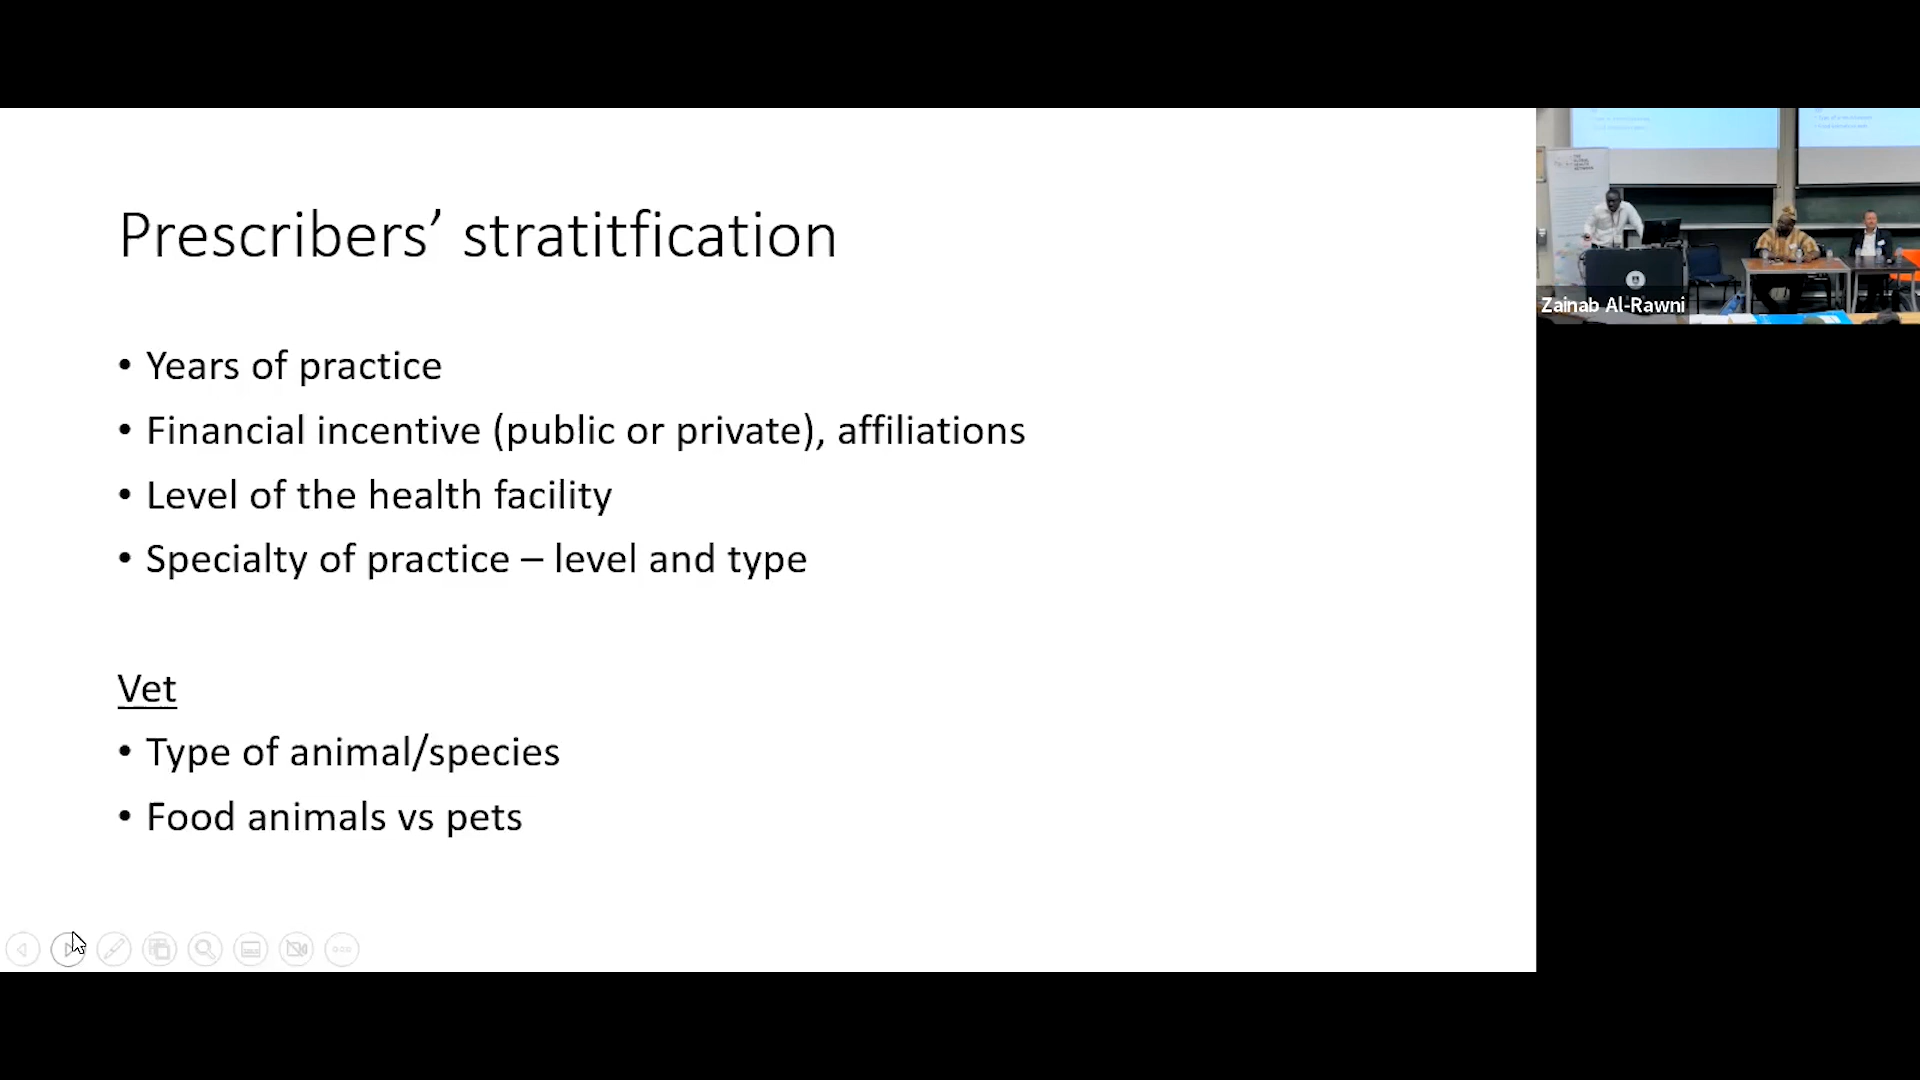 Prescribers’ stratitfication
• Years of practice
• Financial incentive (public or private), affiliations
• Level of the health facility
• Specialty of practice – level and type
Vet
• Type of animal/species
• Food animals vs pets
Zainab Al-Rawni